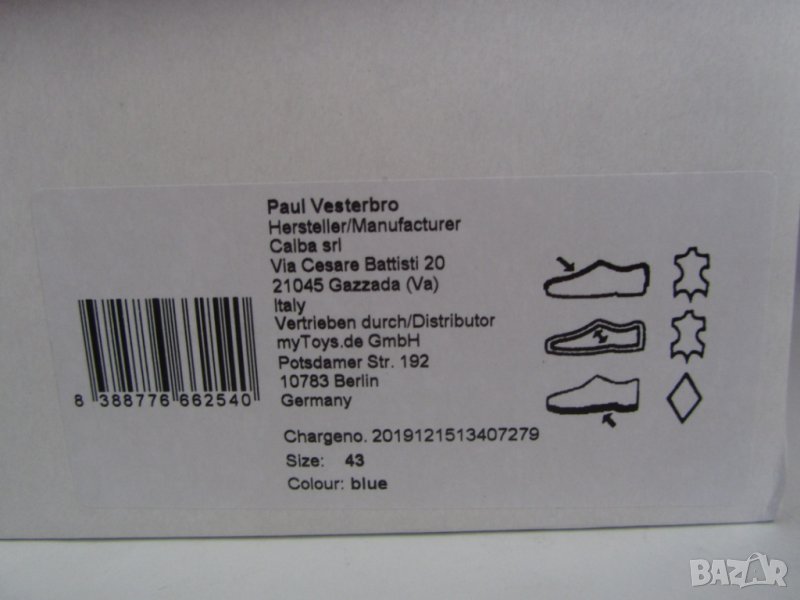 Paul Vesterbro
Hersteller/Manufacturer
Calba srl
Via Cesare Battisti 20
21045 Gazzada (Va)
Italy
Vertrieben durch/Distributor
myToys.de GmbH
Potsdamer Str. 192
10783 Berlin
Germany
8 388776 662540
Chargeno. 2019121513407279
Size: 43
Colour: blue
BAZAR